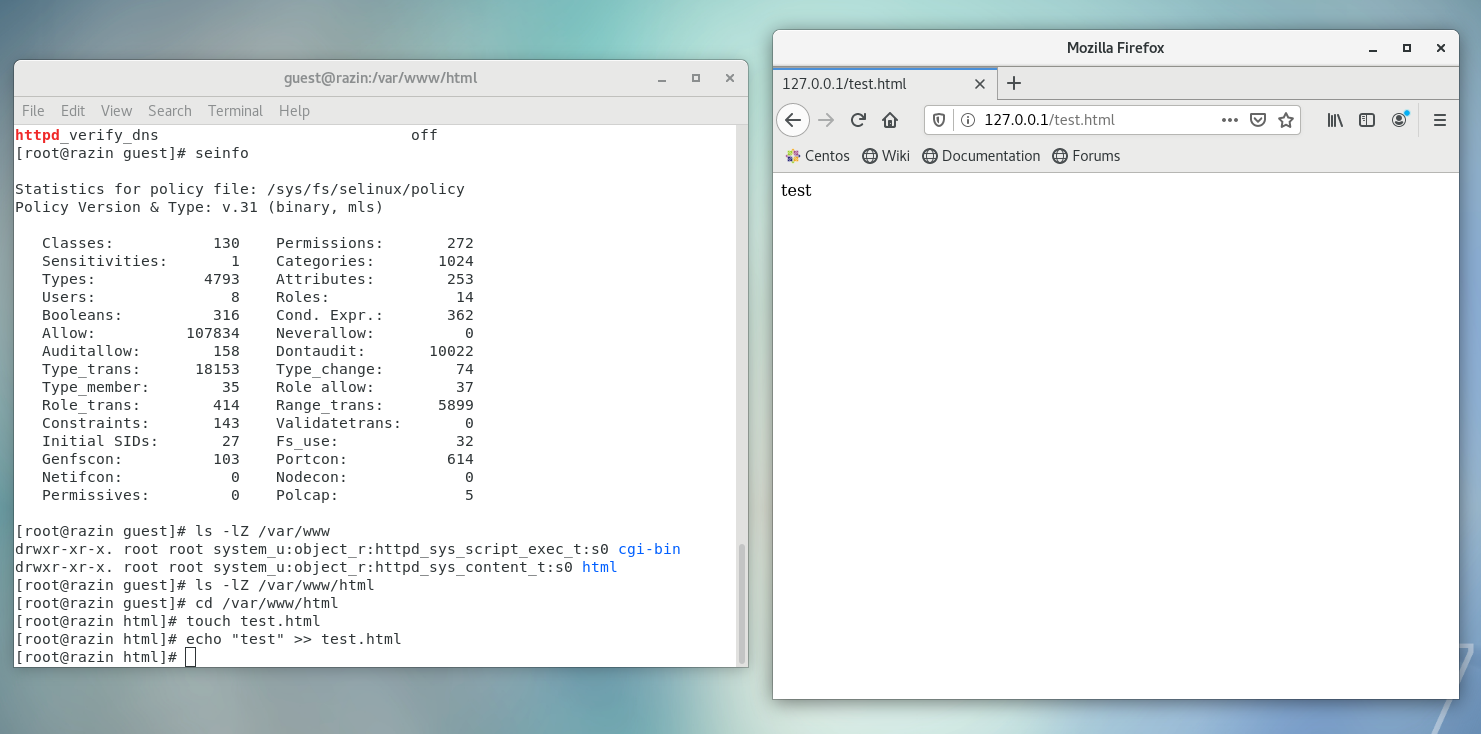 guest@razin:/var/www/html
File Edit View Search Terminal Help
httpd_verify_dns                            off
[root@razin guest]# seinfo
Statistics for policy file: /sys/fs/selinux/policy
Policy Version & Type: v.31 (binary, mls)
   Classes:           130    Permissions:       272
   Sensitivities:       1    Categories:       1024
   Types:            4793    Attributes:        253
   Users:               8    Roles:              14
   Booleans:          316    Cond. Expr.:       362
   Allow:          107834    Neverallow:          0
   Auditallow:        158    Dontaudit:       10022
   Type_trans:      18153    Type_change:        74
   Type_member:        35    Role allow:         37
   Role_trans:        414    Range_trans:      5899
   Constraints:       143    Validatetrans:       0
   Initial SIDs:       27    Fs_use:             32
   Genfscon:          103    Portcon:           614
   Netifcon:            0    Nodecon:             0
   Permissives:         0    Polcap:              5
[root@razin guest]# ls -lZ /var/www
drwxr-xr-x. root root system_u:object_r:httpd_sys_script_exec_t:s0 cgi-bin
drwxr-xr-x. root root system_u:object_r:httpd_sys_content_t:s0 html
[root@razin guest]# ls -lZ /var/www/html
[root@razin guest]# cd /var/www/html
[root@razin html]# touch test.html
[root@razin html]# echo "test" >> test.html
[root@razin html]#
Mozilla Firefox
127.0.0.1/test.html
127.0.0.1/test.html
Centos Wiki Documentation Forums
test
7